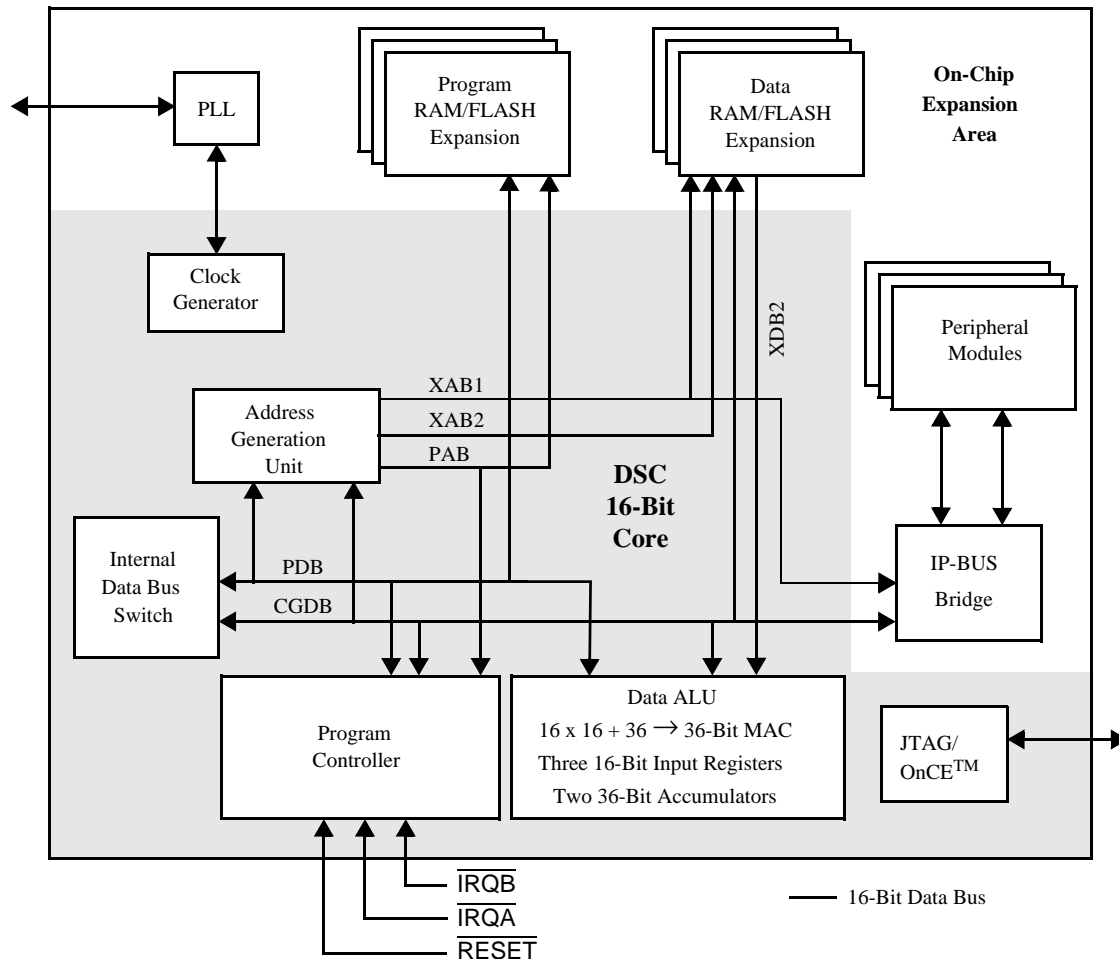 Program
RAM/FLASH
Expansion
Data
RAM/FLASH
Expansion
On-Chip
Expansion
Area
PLL
Clock
Generator
XDB2
Peripheral
Modules
Address
Generation
Unit
XAB1
XAB2
PAB
DSC
16-Bit
Core
Internal
Data Bus
Switch
PDB
CGDB
IP-BUS
Bridge
Program
Controller
Data ALU
16 x 16 + 36 → 36-Bit MAC
Three 16-Bit Input Registers
Two 36-Bit Accumulators
JTAG/
OnCE™
IRQB
IRQA
RESET
16-Bit Data Bus